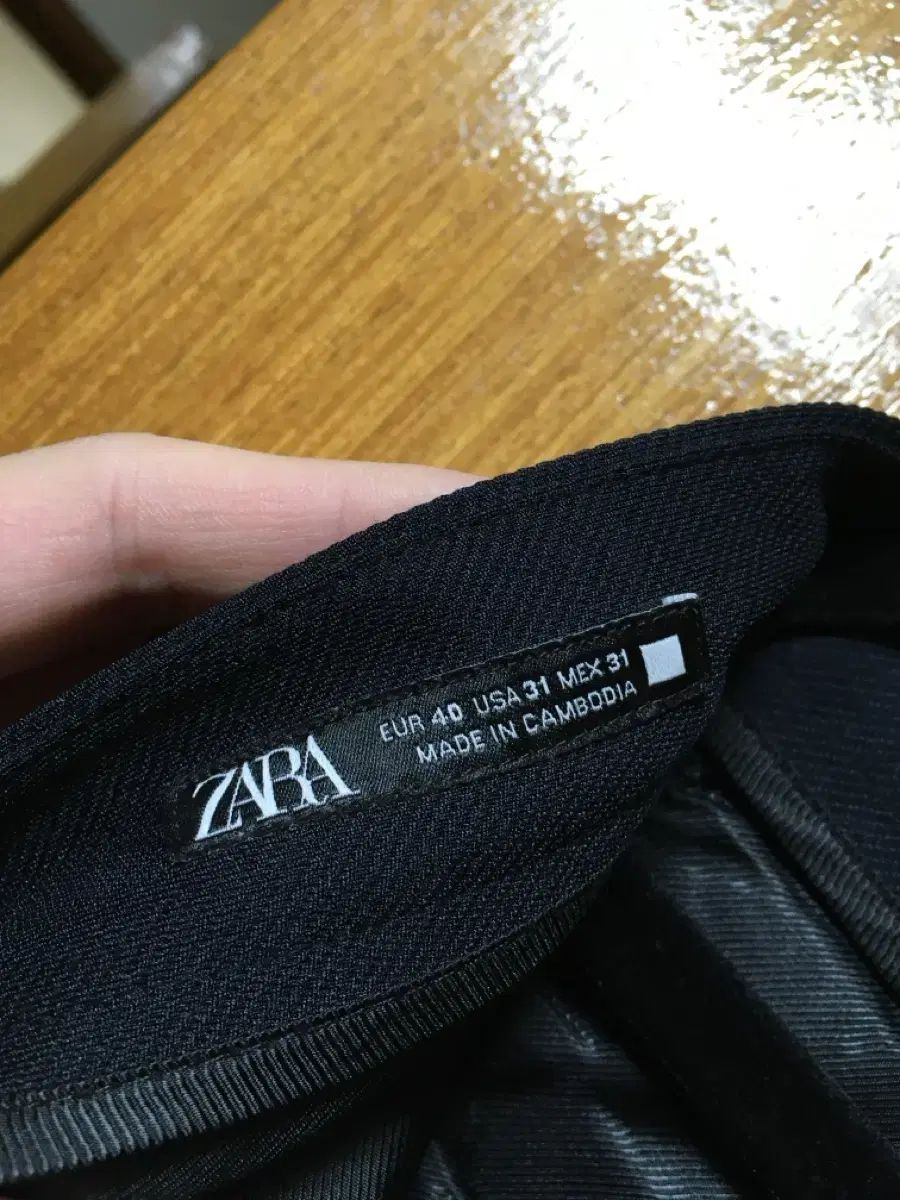 ZARA
EUR 40 USA 31 MEX 31
MADE IN CAMBODIA